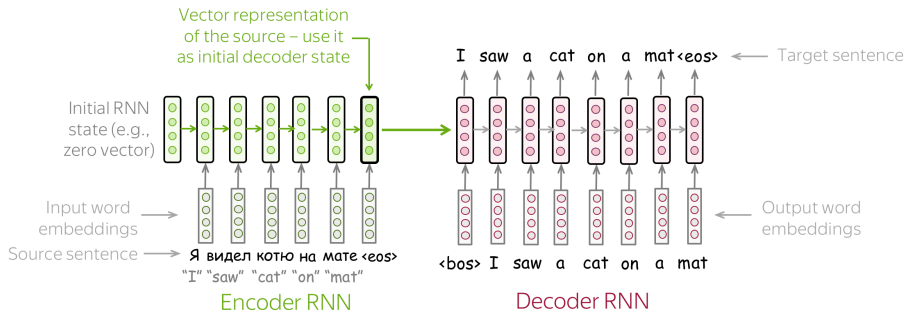 Vector representation
of the source – use it
as initial decoder state
I saw a cat on a mat <eos>
Target sentence
Initial RNN
state (e.g.,
zero vector)
Input word
embeddings
Output word
embeddings
Source sentence
Я видел котю на мате <eos>
"I" "saw" "cat" "on" "mat"
<bos> I saw a cat on a mat
Encoder RNN
Decoder RNN